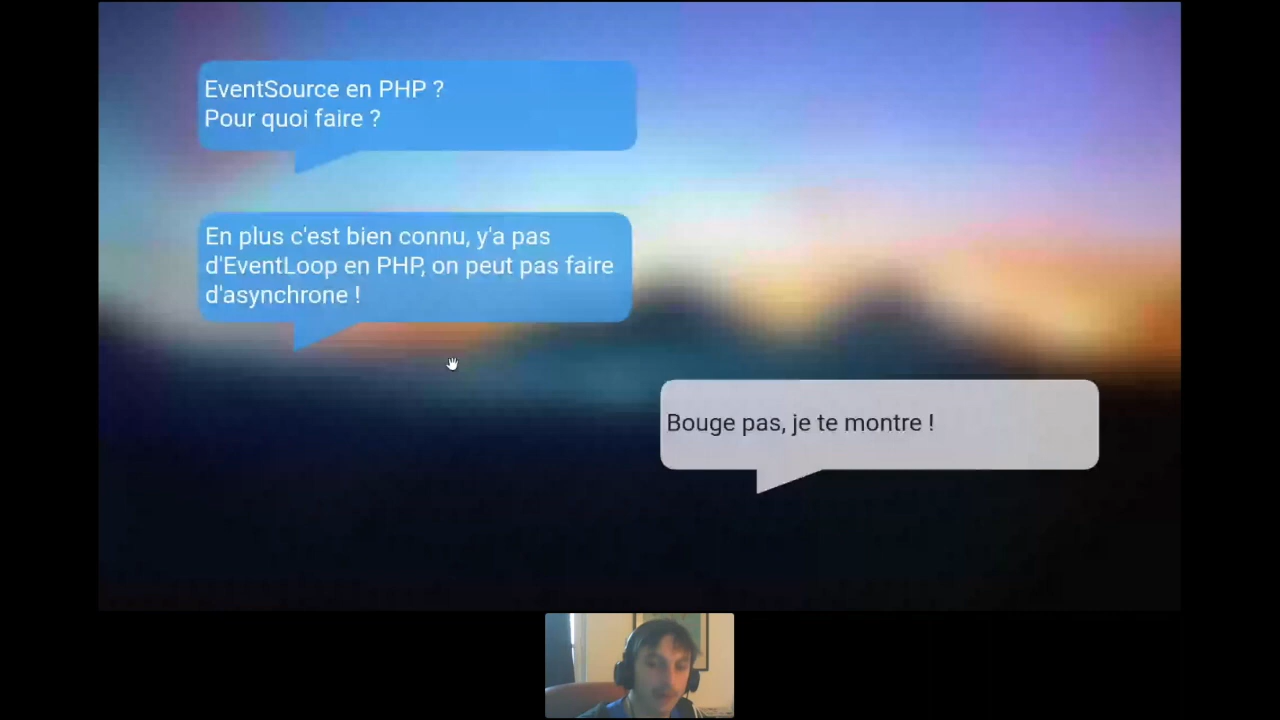 EventSource en PHP ?
Pour quoi faire ?
En plus c'est bien connu, y'a pas
d'EventLoop en PHP, on peut pas faire
d'asynchrone !
Bouge pas, je te montre !